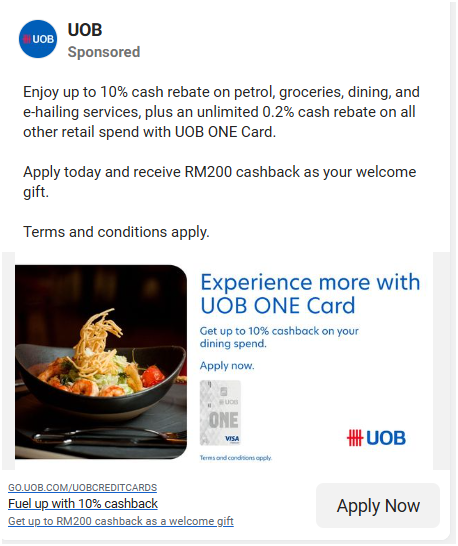 UOB
UOB
Sponsored
Enjoy up to 10% cash rebate on petrol, groceries, dining, and
e-hailing services, plus an unlimited 0.2% cash rebate on all
other retail spend with UOB ONE Card.
Apply today and receive RM200 cashback as your welcome
gift.
Terms and conditions apply.
Experience more with
UOB ONE Card
Get up to 10% cashback on your
dining spend.
Apply now.
UOB
ONE
VISA
UOB
Terms and conditions apply.
GO.UOB.COM/UOBCREDITCARDS
Fuel up with 10% cashback
Get up to RM200 cashback as a welcome gift
Apply Now